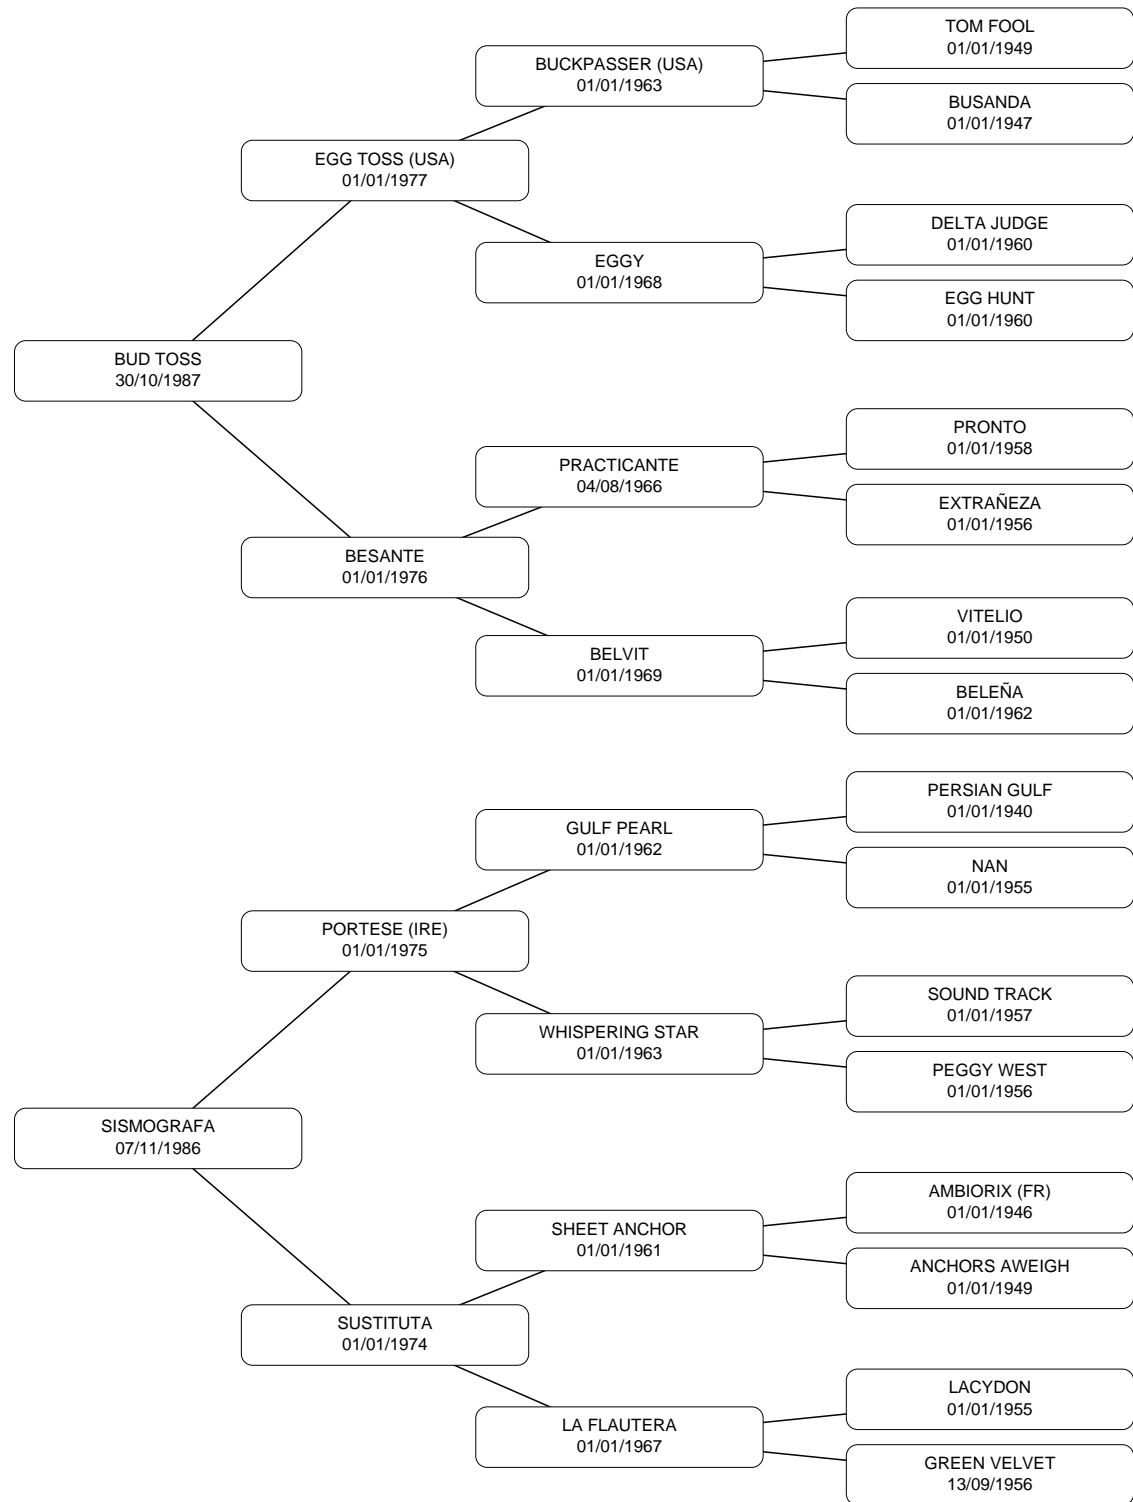 TOM FOOL
01/01/1949
BUCKPASSER (USA)
01/01/1963
BUSANDA
01/01/1947
EGG TOSS (USA)
01/01/1977
DELTA JUDGE
01/01/1960
EGGY
01/01/1968
EGG HUNT
01/01/1960
BUD TOSS
30/10/1987
PRONTO
01/01/1958
PRACTICANTE
04/08/1966
EXTRAÑEZA
01/01/1956
BESANTE
01/01/1976
VITELIO
01/01/1950
BELVIT
01/01/1969
BELEÑA
01/01/1962
PERSIAN GULF
01/01/1940
GULF PEARL
01/01/1962
NAN
01/01/1955
PORTESE (IRE)
01/01/1975
SOUND TRACK
01/01/1957
WHISPERING STAR
01/01/1963
PEGGY WEST
01/01/1956
SISMOGRAFA
07/11/1986
AMBIORIX (FR)
01/01/1946
SHEET ANCHOR
01/01/1961
ANCHORS AWEIGH
01/01/1949
SUSTITUTA
01/01/1974
LACYDON
01/01/1955
LA FLAUTERA
01/01/1967
GREEN VELVET
13/09/1956